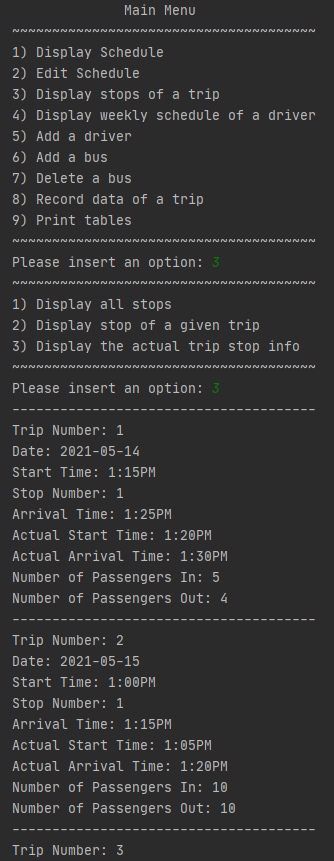 Main Menu
~~~~~~~~~~~~~~~~~~~~~~~~~~~~~~~~~~~~~~
1) Display Schedule
2) Edit Schedule
3) Display stops of a trip
4) Display weekly schedule of a driver
5) Add a driver
6) Add a bus
7) Delete a bus
8) Record data of a trip
9) Print tables
~~~~~~~~~~~~~~~~~~~~~~~~~~~~~~~~~~~~~~
Please insert an option: 3
~~~~~~~~~~~~~~~~~~~~~~~~~~~~~~~~~~~~~~
1) Display all stops
2) Display stop of a given trip
3) Display the actual trip stop info
~~~~~~~~~~~~~~~~~~~~~~~~~~~~~~~~~~~~~~
Please insert an option: 3
--------------------------------------
Trip Number: 1
Date: 2021-05-14
Start Time: 1:15PM
Stop Number: 1
Arrival Time: 1:25PM
Actual Start Time: 1:20PM
Actual Arrival Time: 1:30PM
Number of Passengers In: 5
Number of Passengers Out: 4
--------------------------------------
Trip Number: 2
Date: 2021-05-15
Start Time: 1:00PM
Stop Number: 1
Arrival Time: 1:15PM
Actual Start Time: 1:05PM
Actual Arrival Time: 1:20PM
Number of Passengers In: 10
Number of Passengers Out: 10
--------------------------------------
Trip Number: 3